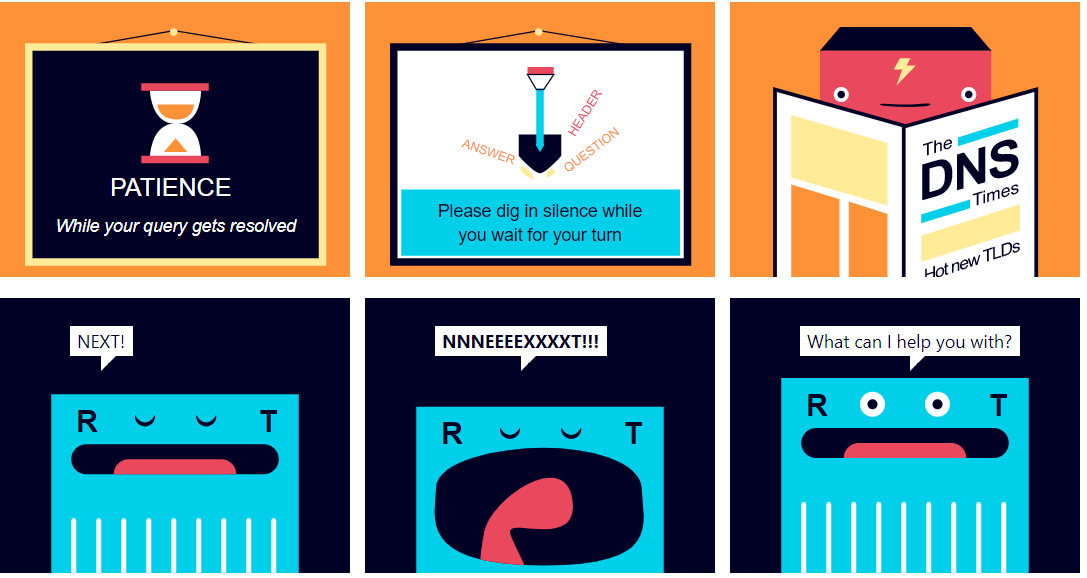 PATIENCE
While your query gets resolved
ANSWER
HEADER
QUESTION
Please dig in silence while
you wait for your turn
The
DNS
Times
Hot new TLDs
NEXT!
R T
NNNEEEEXXXXT!!!
R T
What can I help you with?
R T